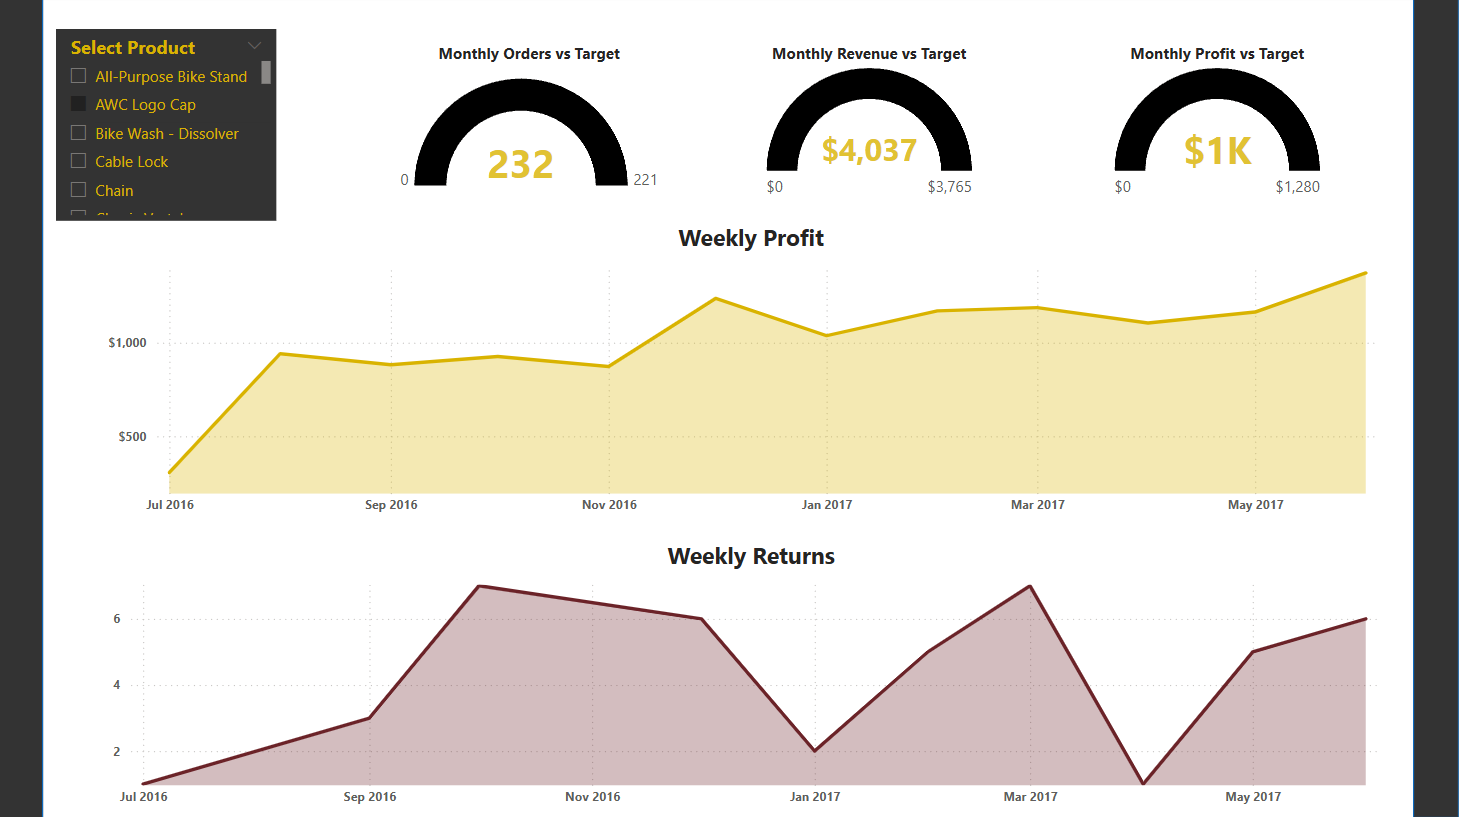 Select Product
All-Purpose Bike Stand
AWC Logo Cap
Bike Wash - Dissolver
Cable Lock
Chain
Monthly Orders vs Target
232
0
221
Monthly Revenue vs Target
$4,037
$0
$3,765
Monthly Profit vs Target
$1K
$0
$1,280
Weekly Profit
$1,000
$500
Jul 2016
Sep 2016
Nov 2016
Jan 2017
Mar 2017
May 2017
Weekly Returns
6
4
2
Jul 2016
Sep 2016
Nov 2016
Jan 2017
Mar 2017
May 2017